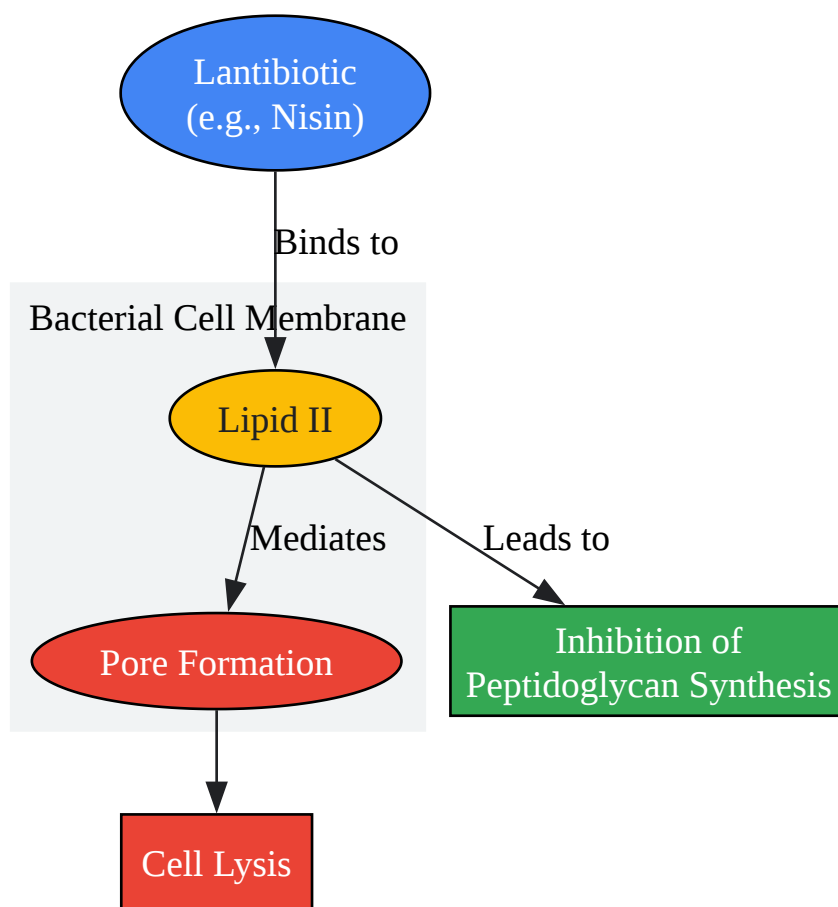 Lantibiotic
(e.g., Nisin)
Binds to
Bacterial Cell Membrane
Lipid II
Mediates
Leads to
Pore Formation
Inhibition of
Peptidoglycan Synthesis
Cell Lysis